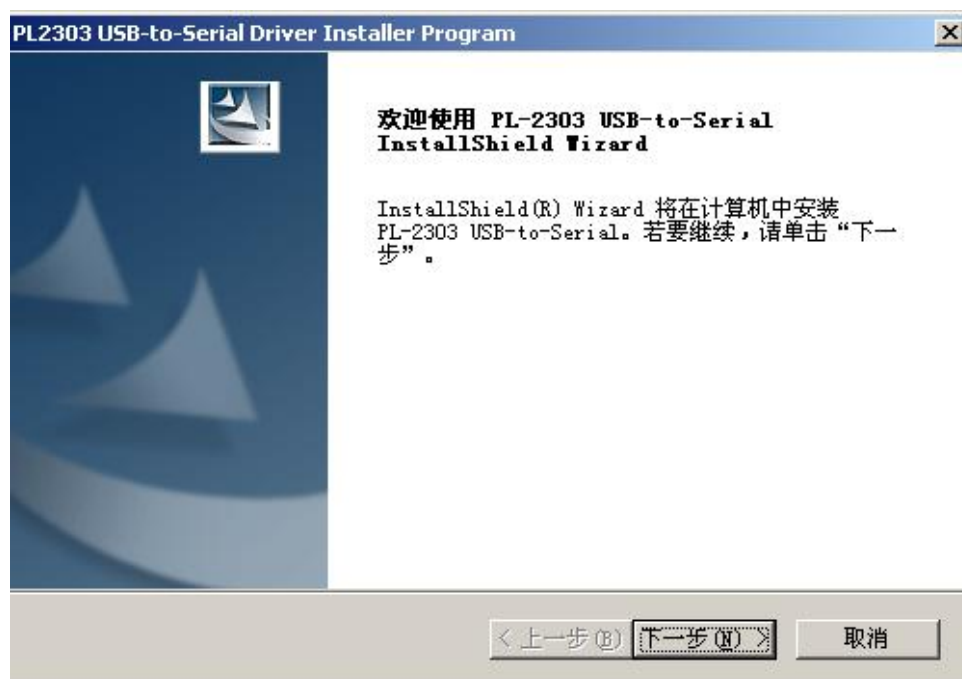 PL2303 USB-to-Serial Driver Installer Program
欢迎使用 PL-2303 USB-to-Serial
InstallShield Wizard
InstallShield(R) Wizard 将在计算机中安装
PL-2303 USB-to-Serial。若要继续，请单击“下一
步”。
< 上一步(B)
下一步(N) >
取消